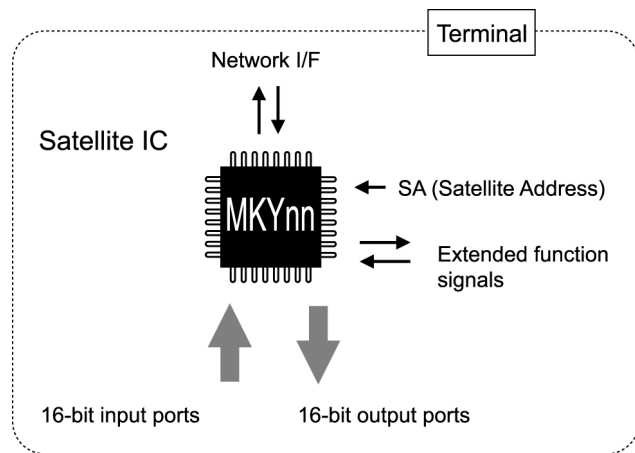 Terminal
Network I/F
Satellite IC
MKYnn
SA (Satellite Address)
Extended function
signals
16-bit input ports
16-bit output ports